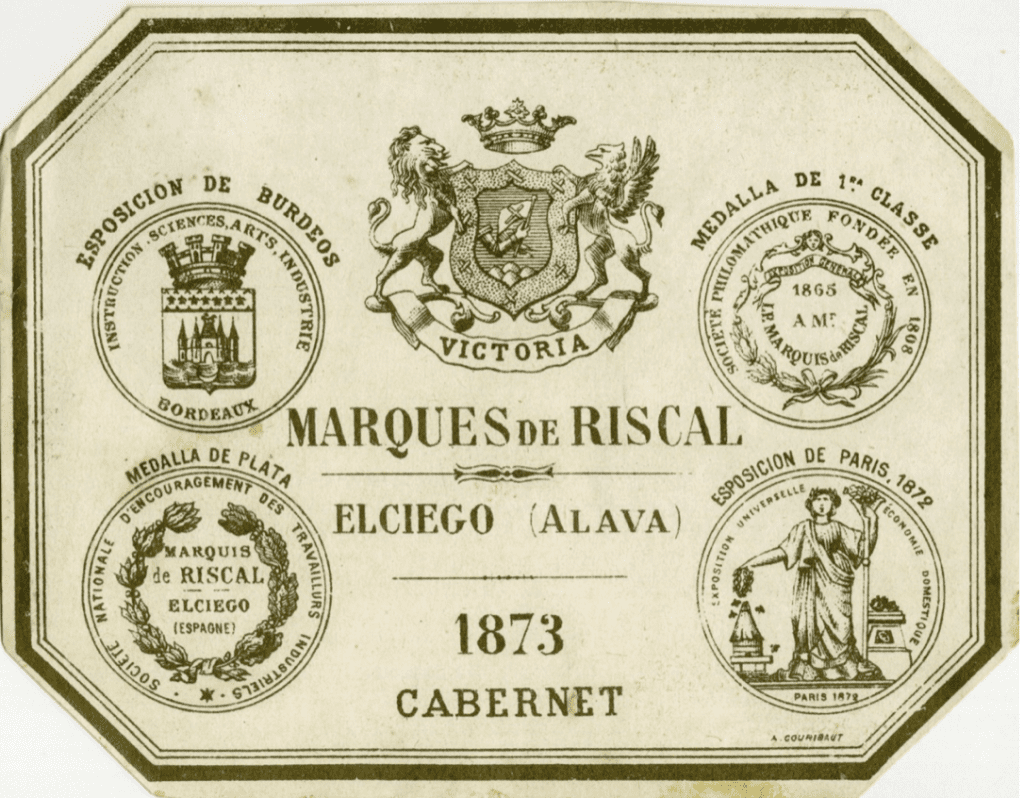 ESPOSICION DE BURDEOS
INSTRUCTION, SCIENCES, ARTS, INDUSTRIE
BORDEAUX
VICTORIA
MEDALLA DE 1RA CLASSE
SOCIÉTÉ PHILOMATHIQUE FONDÉE EN 1808
EXPOSITION GENERALE
1865
A MR
LE MARQUIS de RISCAL
MARQUES DE RISCAL
ELCIEGO (ALAVA)
1873
CABERNET
MEDALLA DE PLATA
SOCIÉTÉ NATIONALE D'ENCOURAGEMENT DES TRAVAILLURS INDUSTRIELS
MARQUIS
de RISCAL
ELCIEGO
(ESPAGNE)
ESPOSICION DE PARIS, 1872
EXPOSITION UNIVERSELLE D'ÉCONOMIE DOMESTIQUE
PARIS 1872
A. COURIBAUT